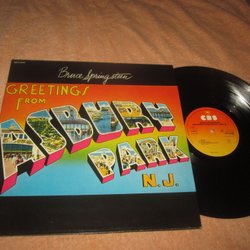 Bruce Springsteen
GREETINGS
FROM
ASBURY
PARK
N.J.
CBS